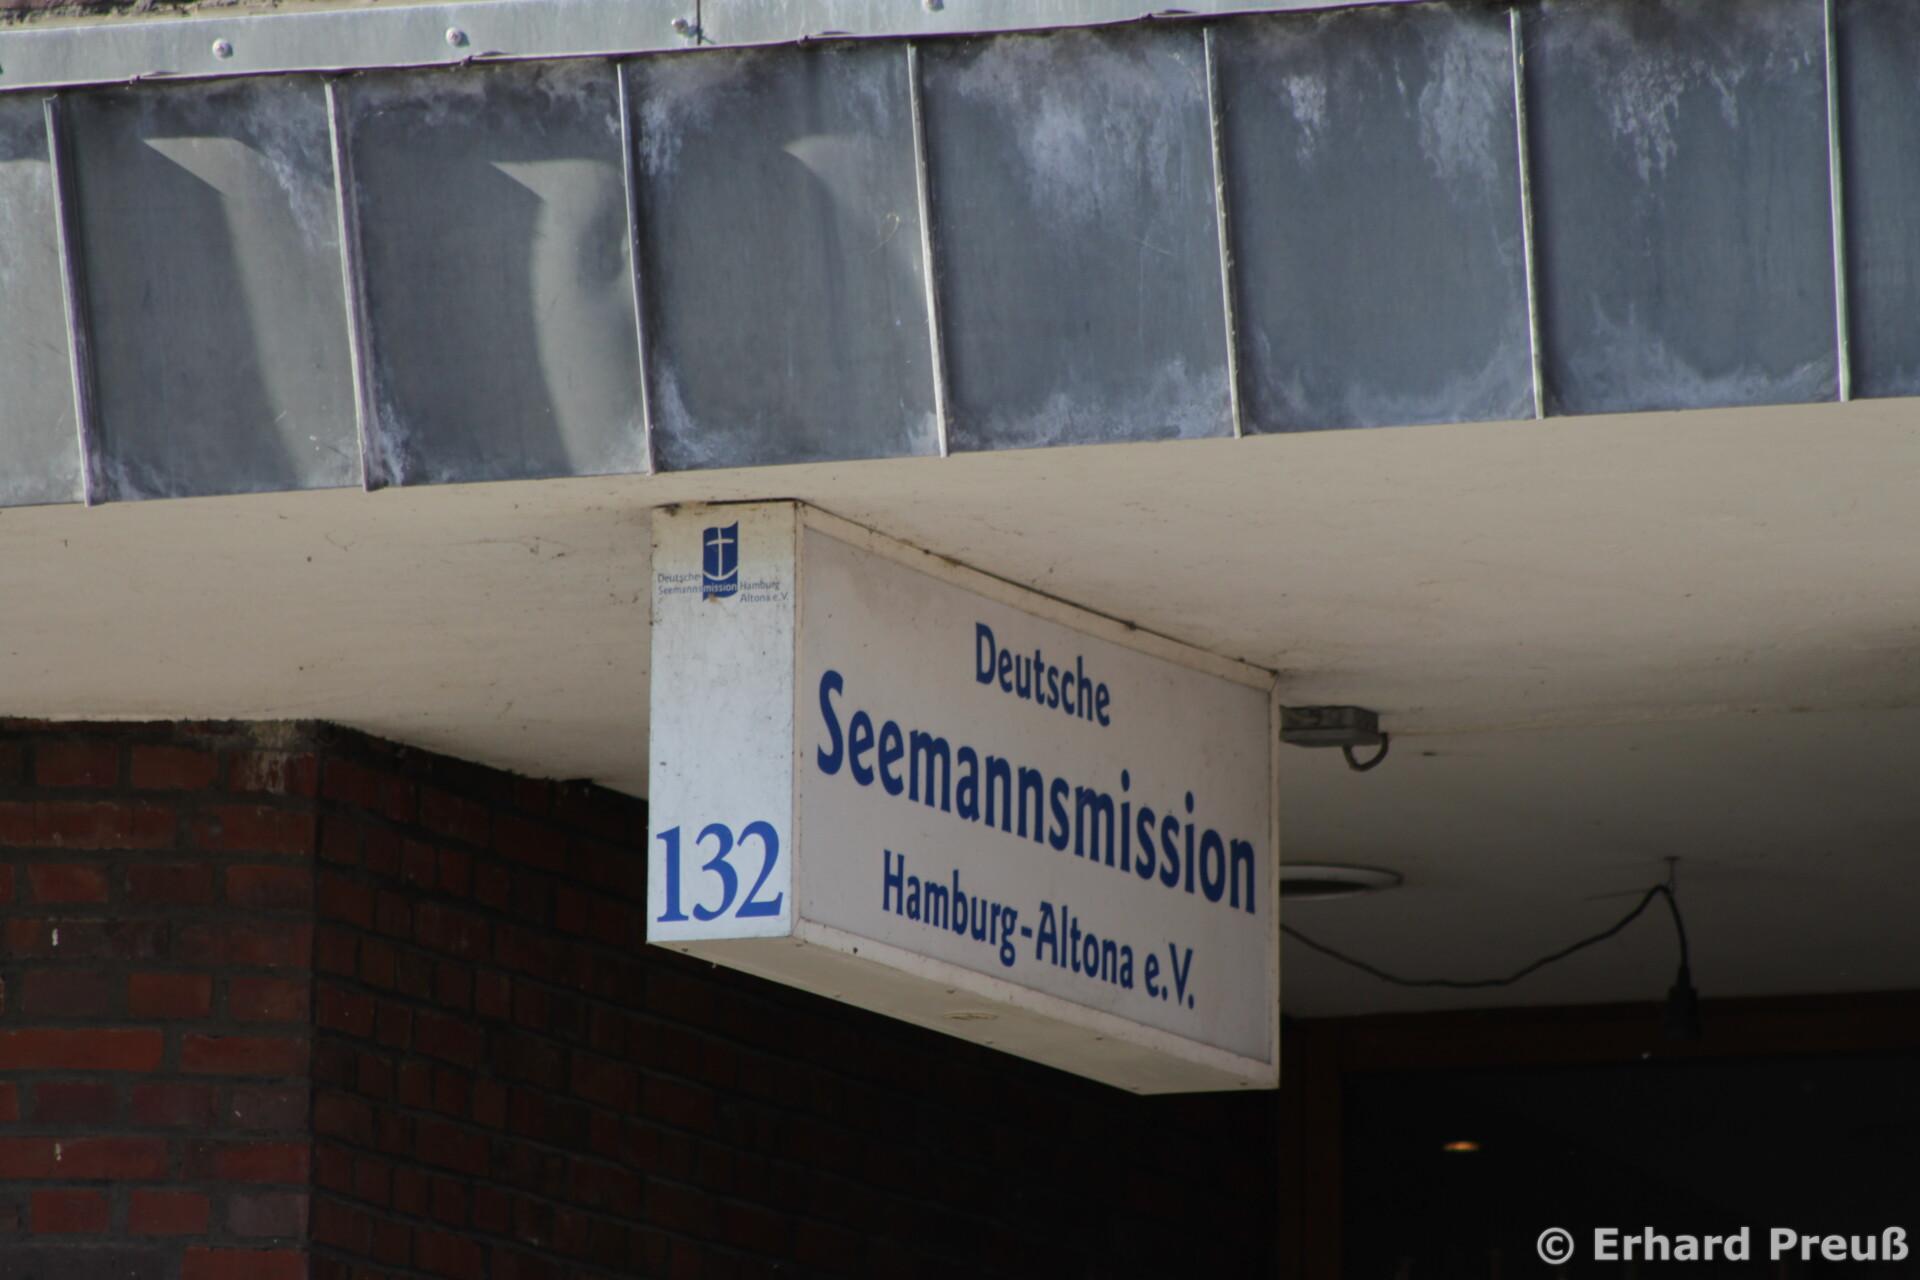 Deutsche
Seemannsmission Hamburg
Altona e.V.
132
Deutsche
Seemannsmission
Hamburg-Altona e.V.
© Erhard Preuß